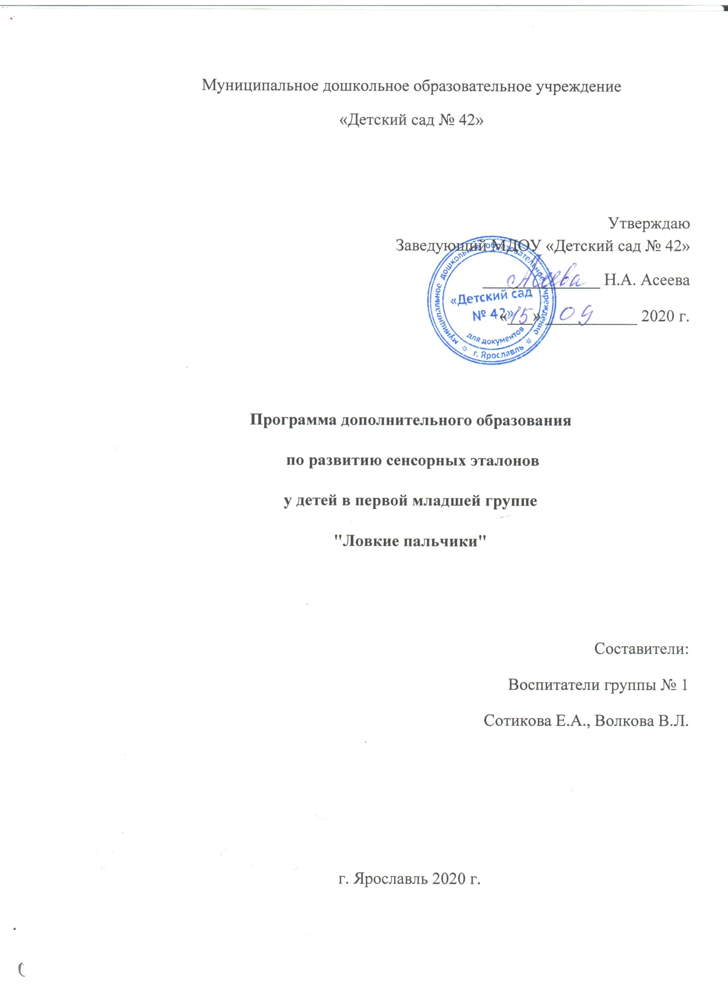 Муниципальное дошкольное образовательное учреждение
«Детский сад № 42»
Утверждаю
Заведующий МДОУ «Детский сад № 42»
Асеева Н.А. Асеева
«15» 09 2020 г.
муниципальное дошкольное образовательное учреждение
«Детский сад
№ 42»
для документов
г. Ярославль
Программа дополнительного образования
по развитию сенсорных эталонов
у детей в первой младшей группе
"Ловкие пальчики"
Составители:
Воспитатели группы № 1
Сотикова Е.А., Волкова В.Л.
г. Ярославль 2020 г.